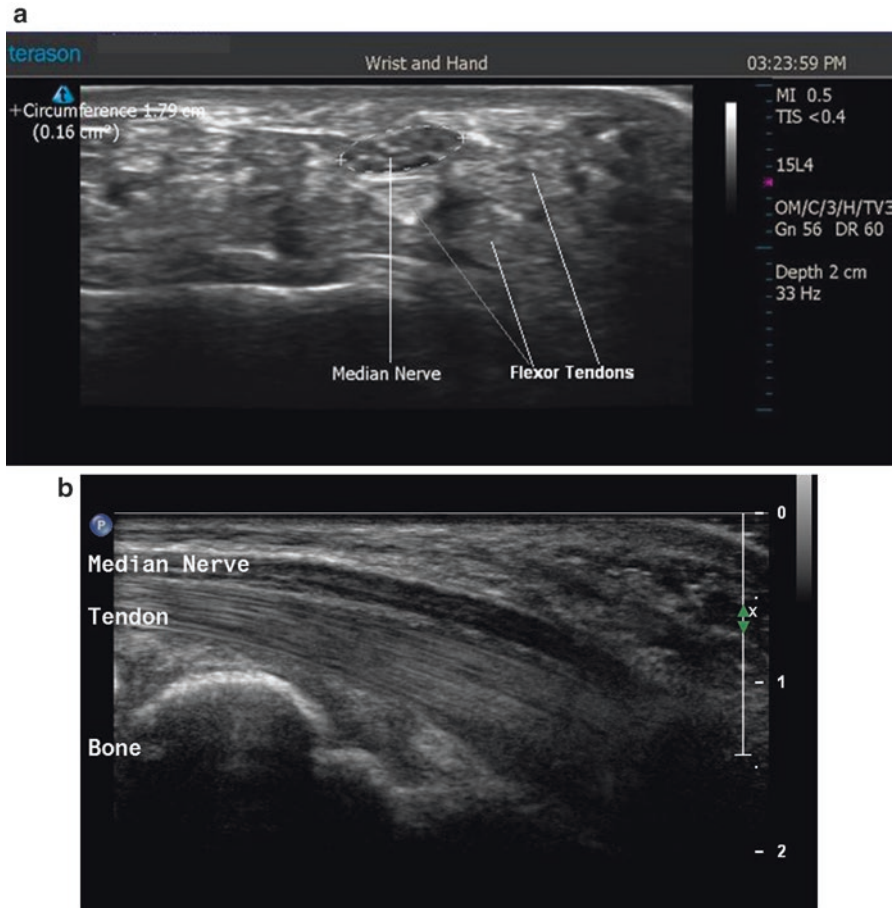 a
terason
Wrist and Hand
03:23:59 PM
+Circumference 1.79 cm
(0.16 cm²)
MI 0.5
TIS <0.4
15L4
OM/C/3/H/TV3
Gn 56 DR 60
Depth 2 cm
33 Hz
Median Nerve
Flexor Tendons
b
P
0
Median Nerve
x
Tendon
1
Bone
2